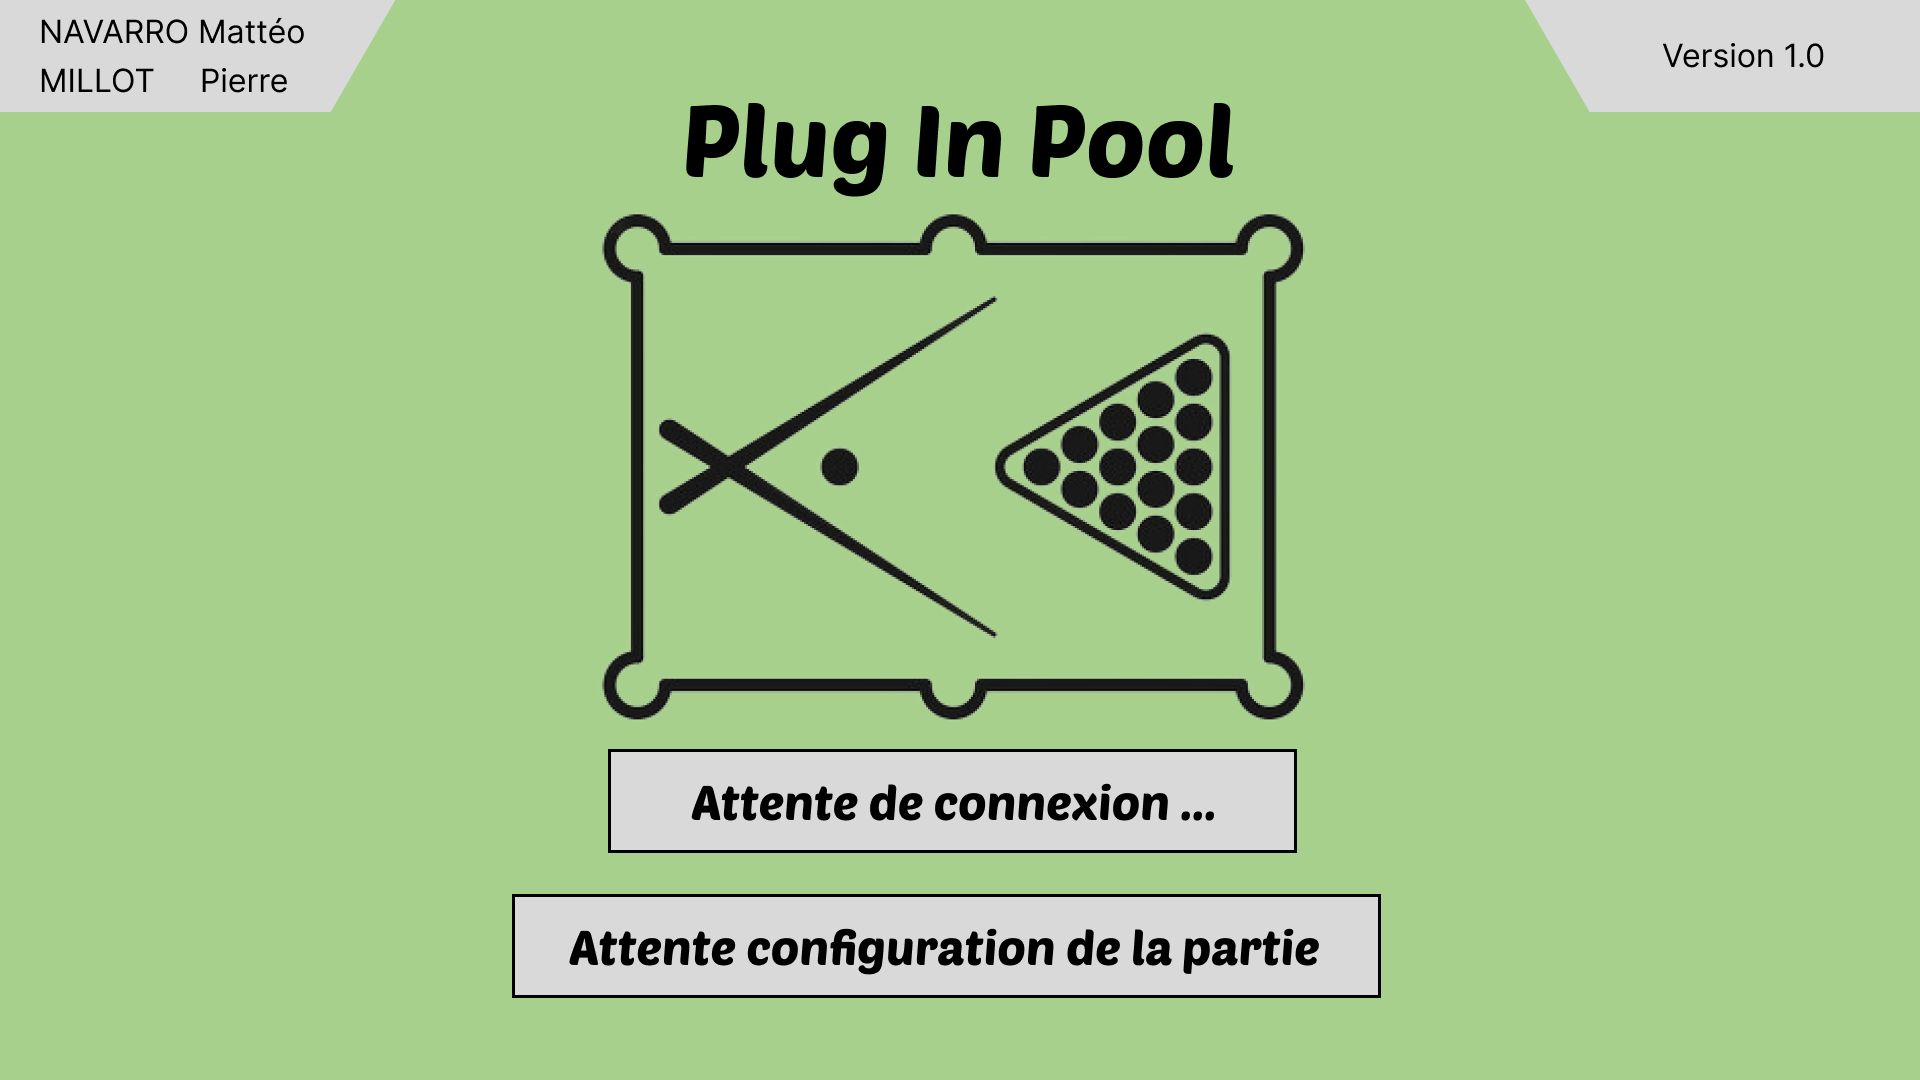 NAVARRO Mattéo
MILLOT Pierre
Version 1.0
Plug In Pool
Attente de connexion ...
Attente configuration de la partie